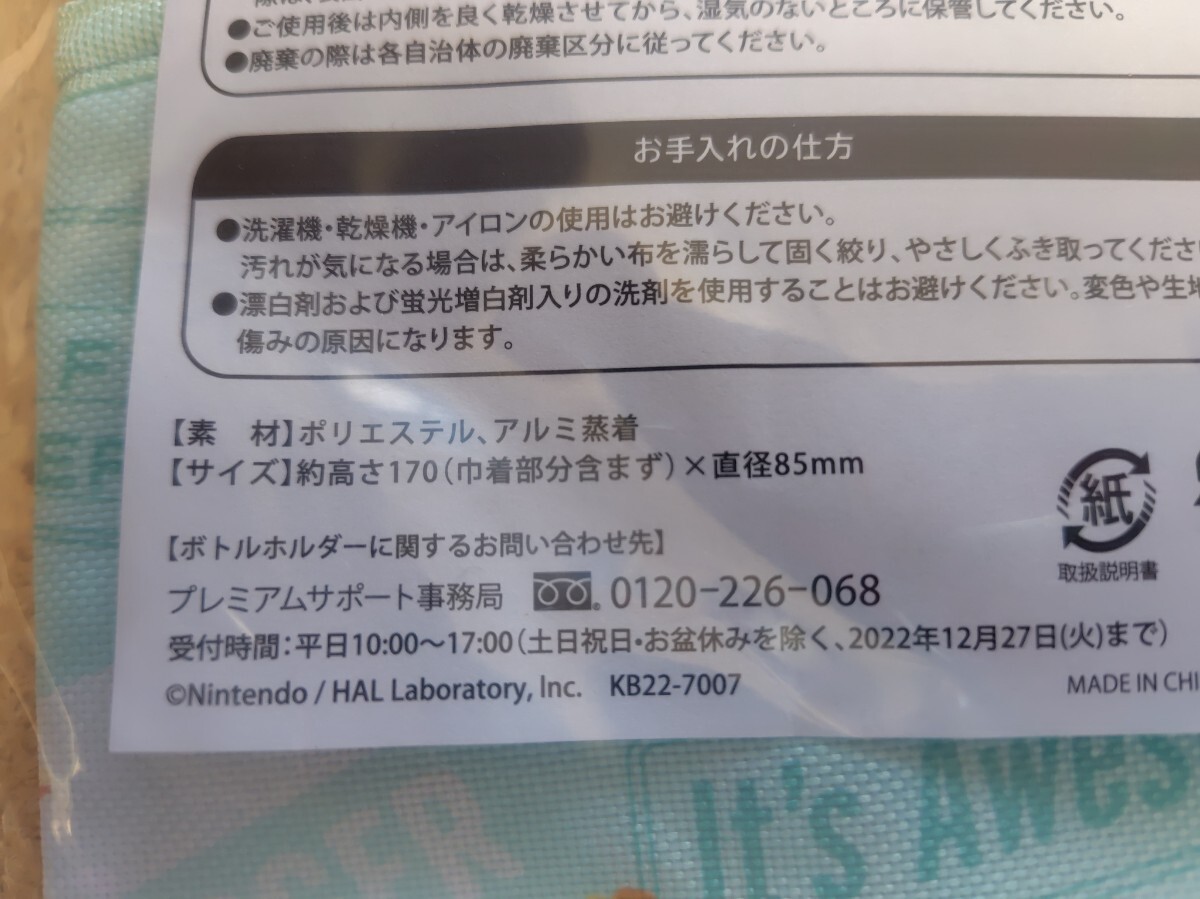 ●ご使用後は内側を良く乾燥させてから、湿気のないところに保管してください。
●廃棄の際は各自治体の廃棄区分に従ってください。
お手入れの仕方
●洗濯機・乾燥機・アイロンの使用はお避けください。
汚れが気になる場合は、柔らかい布を濡らして固く絞り、やさしくふき取ってくださ
●漂白剤および蛍光増白剤入りの洗剤を使用することはお避けください。変色や生地
傷みの原因になります。
【素　材】ポリエステル、アルミ蒸着
【サイズ】約高さ170（巾着部分含まず）×直径85mm
紙
取扱説明書
【ボトルホルダーに関するお問い合わせ先】
プレミアムサポート事務局 0120-226-068
受付時間：平日10:00～17:00（土日祝日・お盆休みを除く、2022年12月27日(火)まで）
©Nintendo / HAL Laboratory, Inc. KB22-7007
MADE IN CHI
It's Awes